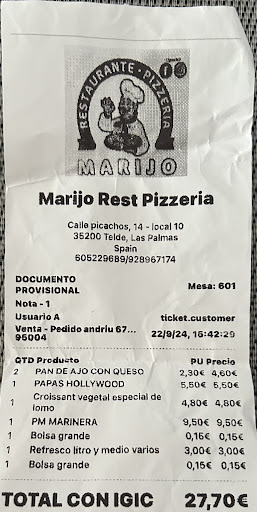 RESTAURANTE · PIZZERIA
MARIJO
Marijo Rest Pizzeria
Calle picachos, 14 - local 10
35200 Telde, Las Palmas
Spain
605229689/928967174
DOCUMENTO
PROVISIONAL
Mesa: 601
Nota - 1
Usuario A ticket.customer
Venta - Pedido andriu 67... 22/9/24, 15:42:29
95004
QTD Producto PU Precio
2 PAN DE AJO CON QUESO 2,30€ 4,60€
1 PAPAS HOLLYWOOD 5,50€ 5,50€
1 Croissant vegetal especial de lomo 4,80€ 4,80€
1 PM MARINERA 9,50€ 9,50€
1 Bolsa grande 0,15€ 0,15€
1 Refresco litro y medio varios 3,00€ 3,00€
1 Bolsa grande 0,15€ 0,15€
TOTAL CON IGIC 27,70€